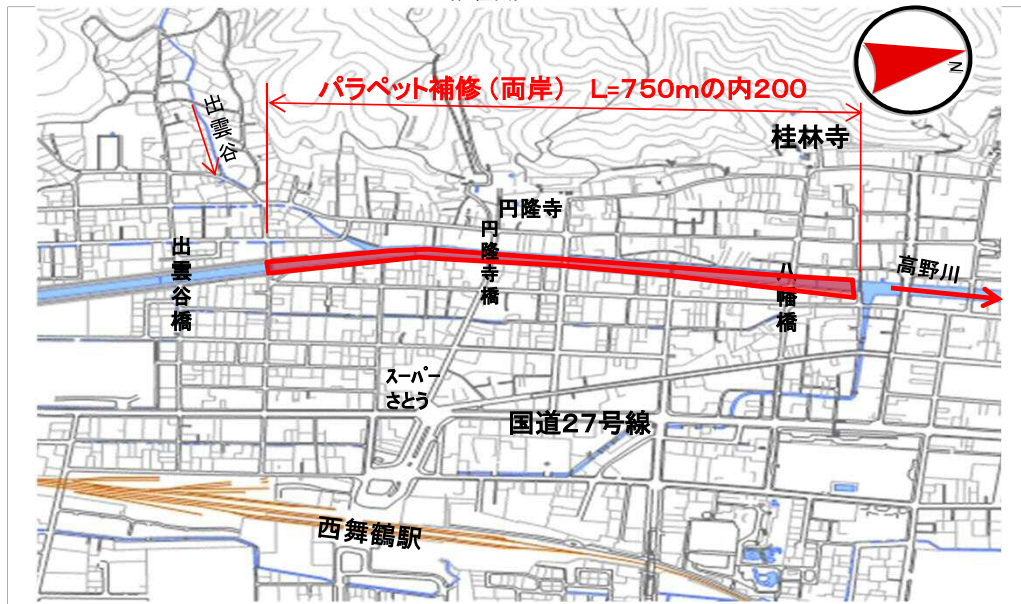 パラペット補修（両岸） L=750mの内200
N
出雲谷
桂林寺
円隆寺
円隆寺橋
出雲谷橋
八幡橋
高野川
スーパー
さとう
国道27号線
西舞鶴駅